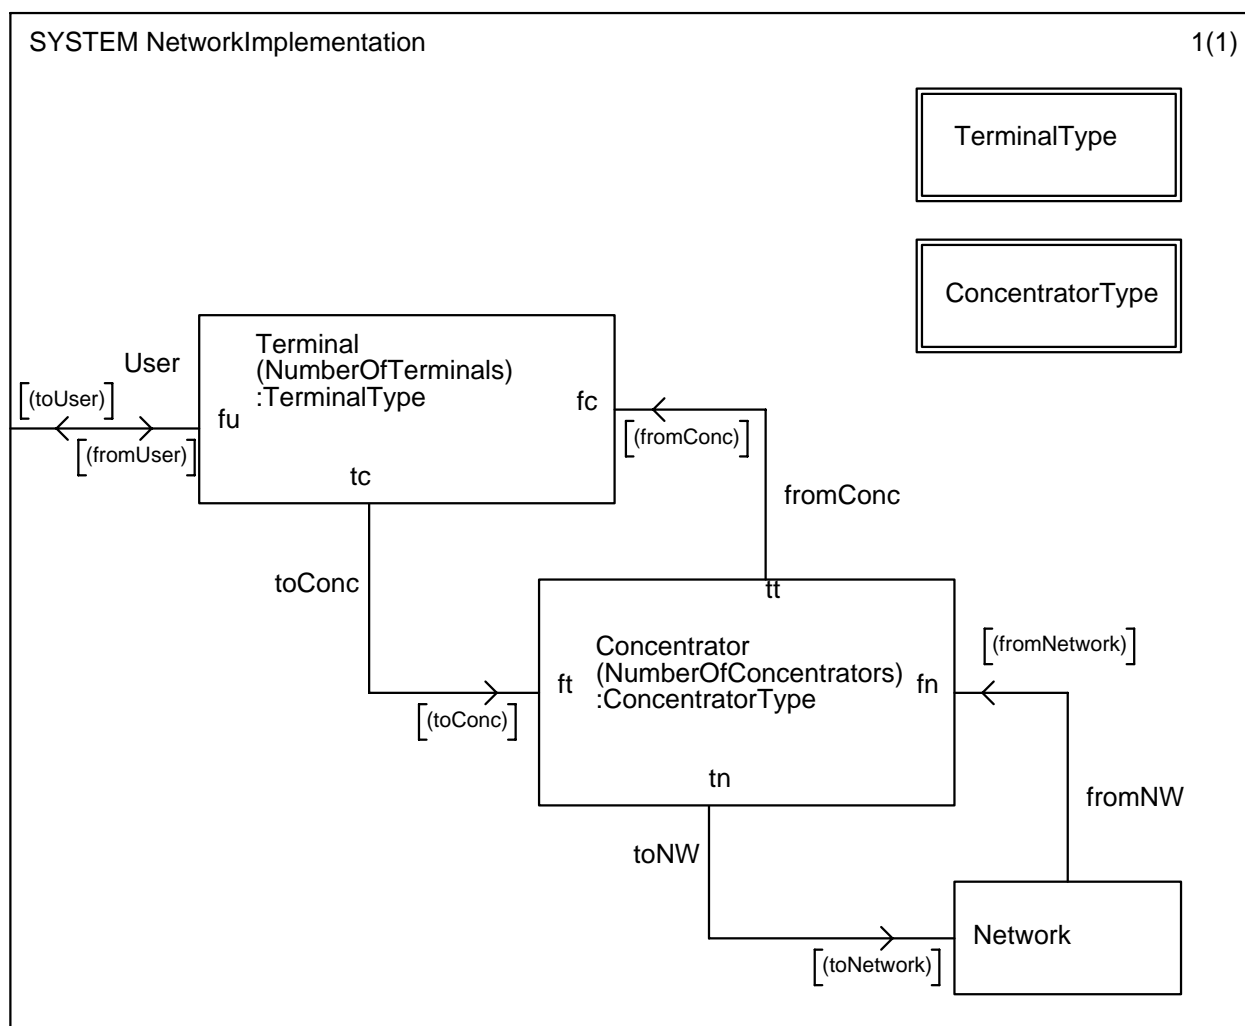 SYSTEM NetworkImplementation
1(1)
TerminalType
ConcentratorType
User
Terminal
(NumberOfTerminals)
:TerminalType
[(toUser)]
fu
fc
[(fromUser)]
[(fromConc)]
tc
fromConc
toConc
tt
Concentrator
(NumberOfConcentrators)
:ConcentratorType
[(fromNetwork)]
ft
fn
[(toConc)]
tn
fromNW
toNW
Network
[(toNetwork)]